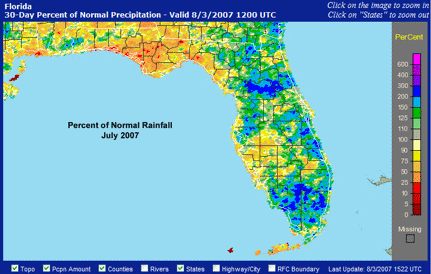 Florida
30-Day Percent of Normal Precipitation - Valid 8/3/2007 1200 UTC
Click on the image to zoom in
Click on "States" to zoom out
PerCent
600
400
300
200
150
125
110
100
90
75
50
25
10
5
0
Missing
Percent of Normal Rainfall
July 2007
Topo Pcpn Amount Counties Rivers States Highway/City RFC Boundary Last Update: 8/3/2007 1522 UTC